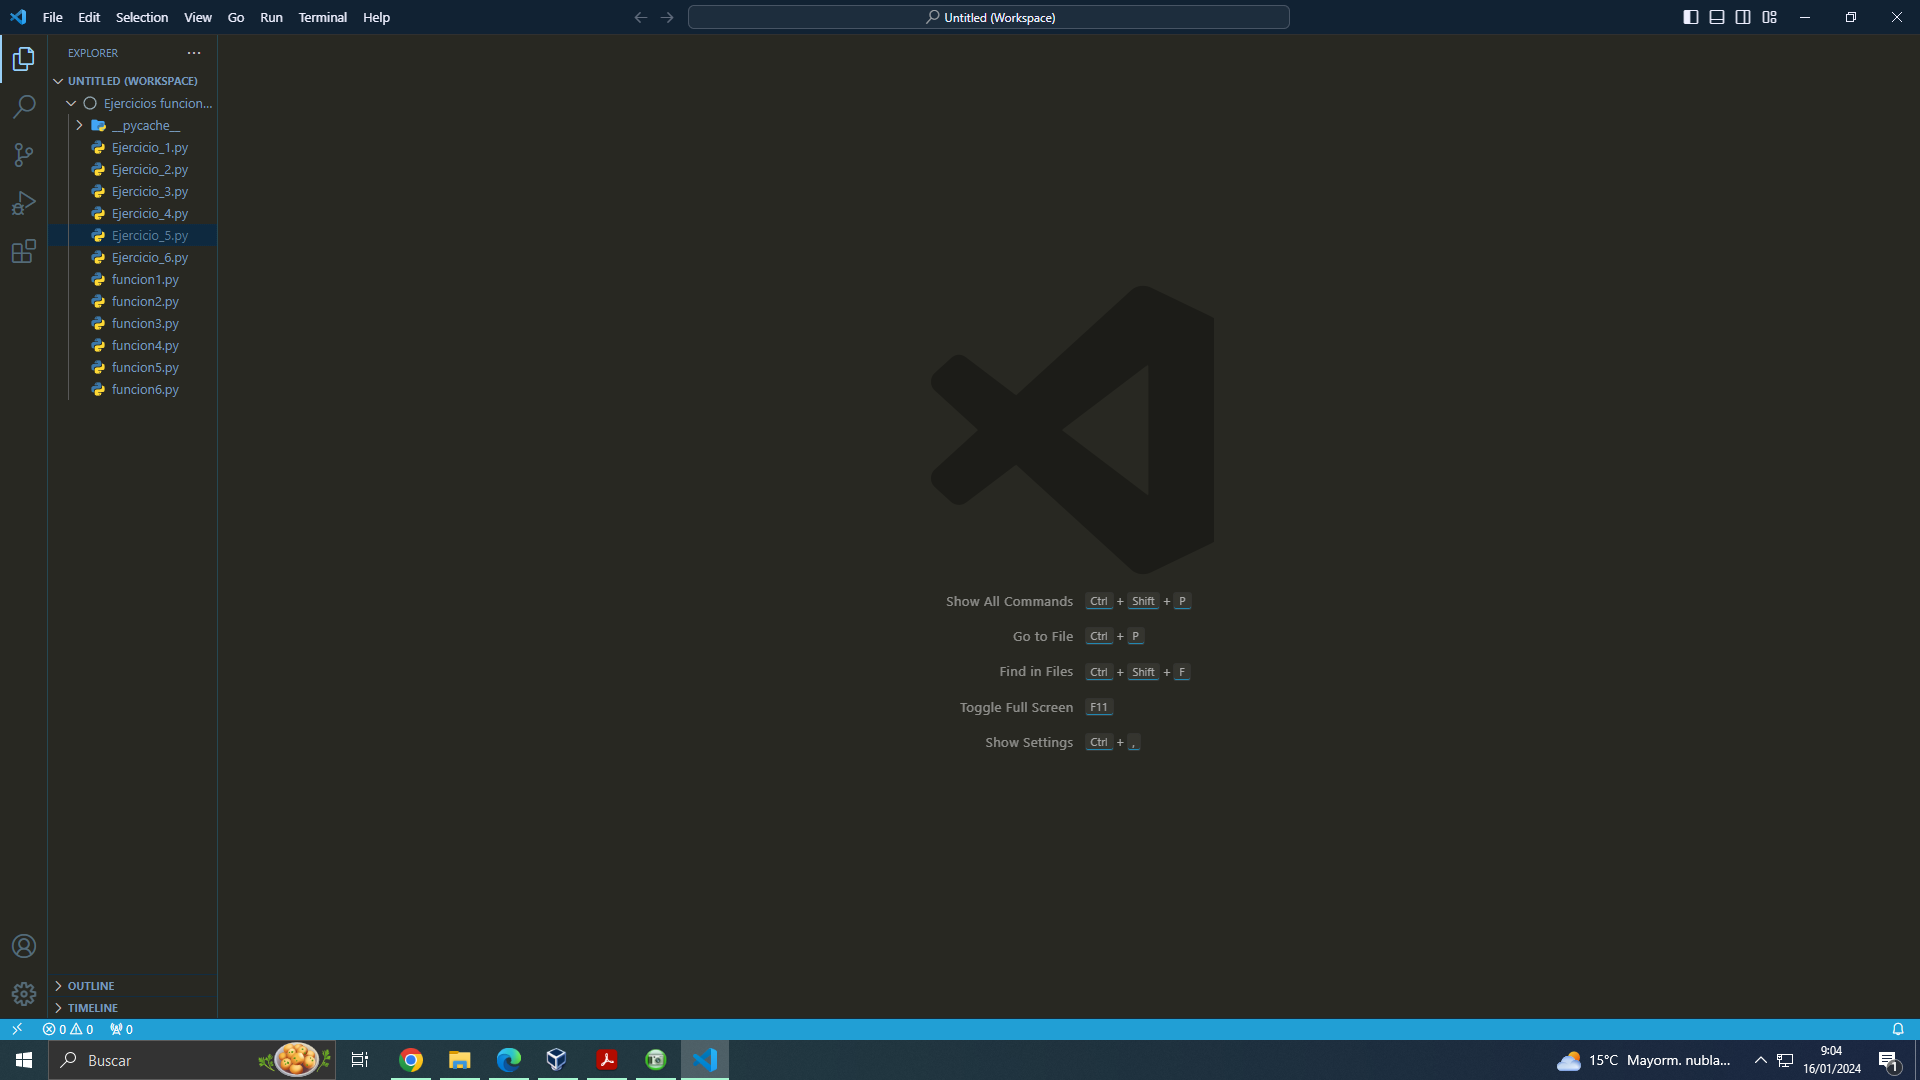 File Edit Selection View Go Run Terminal Help
Untitled (Workspace)
EXPLORER
UNTITLED (WORKSPACE)
Ejercicios funcion...
__pycache__
Ejercicio_1.py
Ejercicio_2.py
Ejercicio_3.py
Ejercicio_4.py
Ejercicio_5.py
Ejercicio_6.py
funcion1.py
funcion2.py
funcion3.py
funcion4.py
funcion5.py
funcion6.py
Show All Commands Ctrl + Shift + P
Go to File Ctrl + P
Find in Files Ctrl + Shift + F
Toggle Full Screen F11
Show Settings Ctrl + ,
OUTLINE
TIMELINE
0 0 0
Buscar
15°C Mayorm. nubla...
9:04
16/01/2024
1